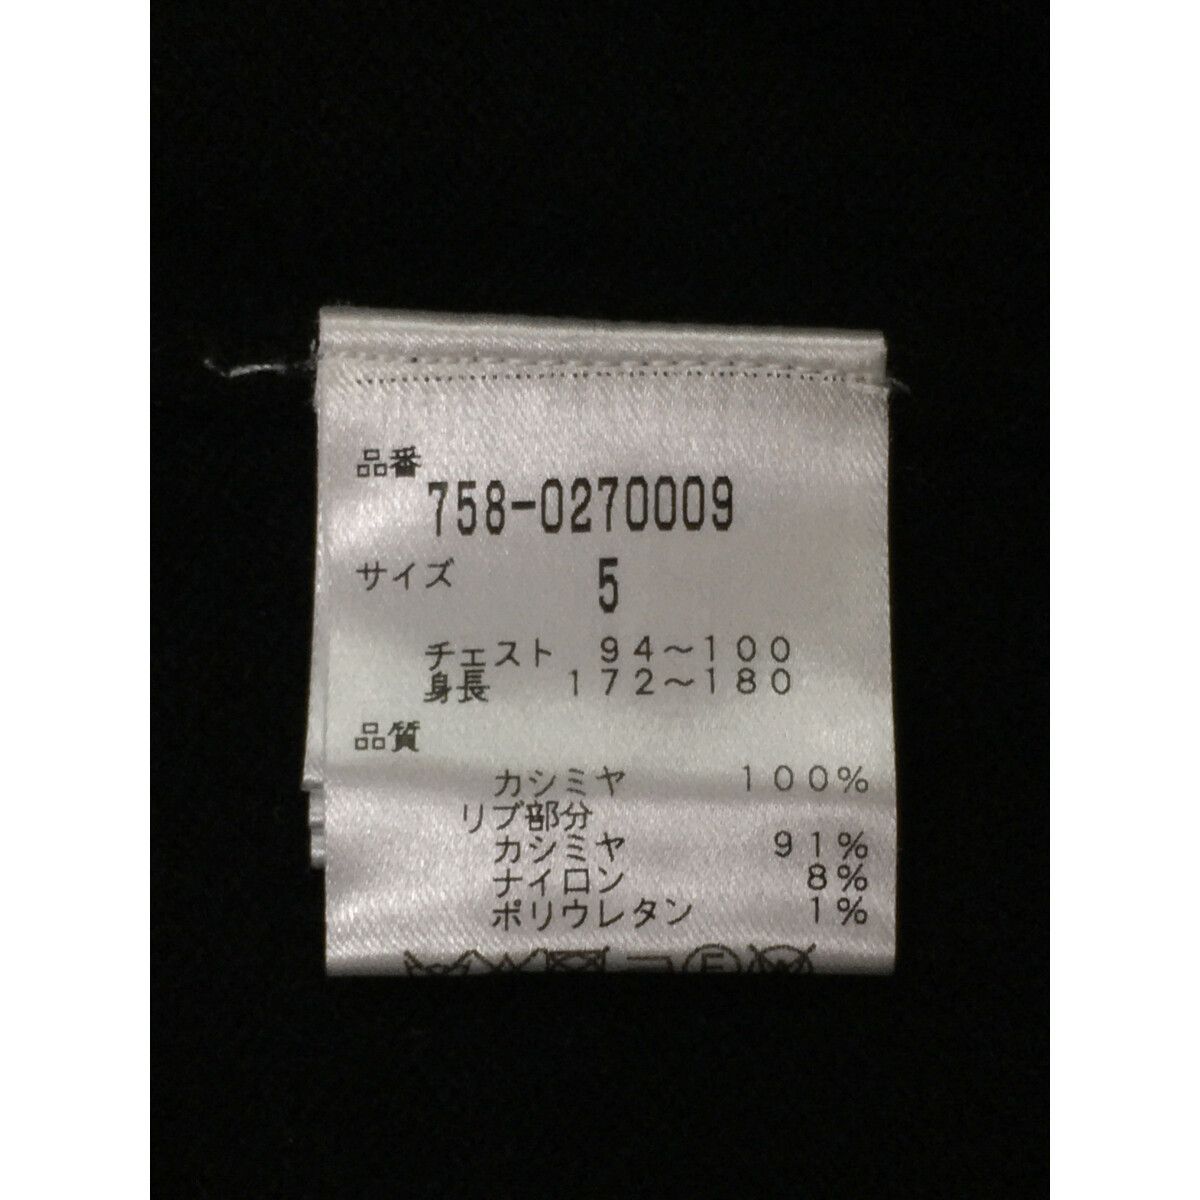 品番
758-0270009
サイズ 5
チェスト 94～100
身長 172～180
品質
カシミヤ 100%
リブ部分
カシミヤ 91%
ナイロン 8%
ポリウレタン 1%